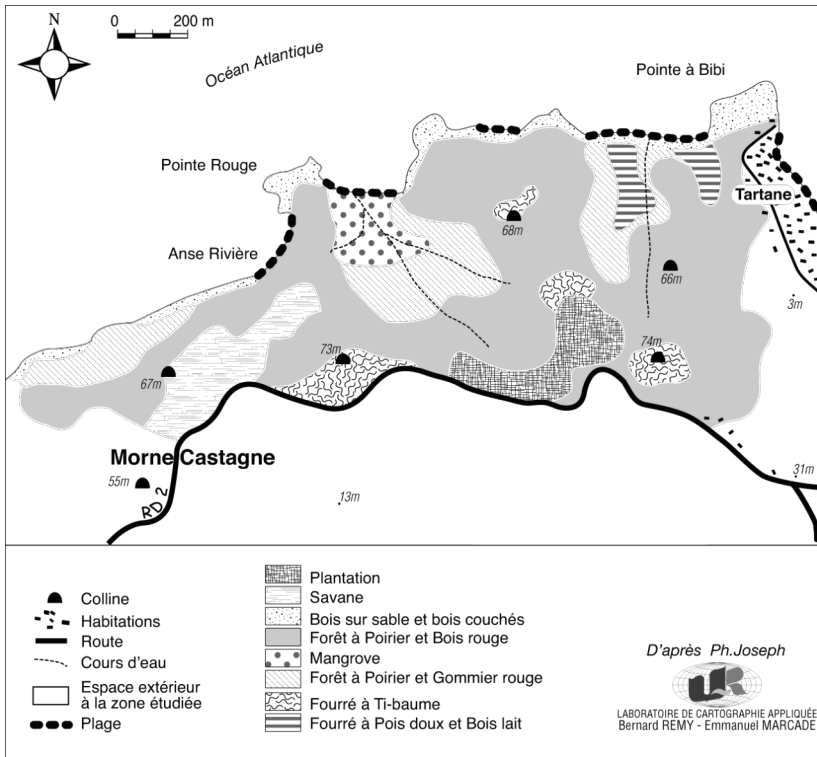 N
0 200 m
Océan Atlantique
Pointe à Bibi
Pointe Rouge
Tartane
68m
Anse Rivière
66m
3m
73m
74m
67m
Morne Castagne
55m
RD 2
13m
31m
Colline
Habitations
Route
Cours d'eau
Espace extérieur
à la zone étudiée
Plage
Plantation
Savane
Bois sur sable et bois couchés
Forêt à Poirier et Bois rouge
Mangrove
Forêt à Poirier et Gommier rouge
Fourré à Ti-baume
Fourré à Pois doux et Bois lait
D'après Ph.Joseph
LABORATOIRE DE CARTOGRAPHIE APPLIQUÉE
Bernard REMY - Emmanuel MARCADE